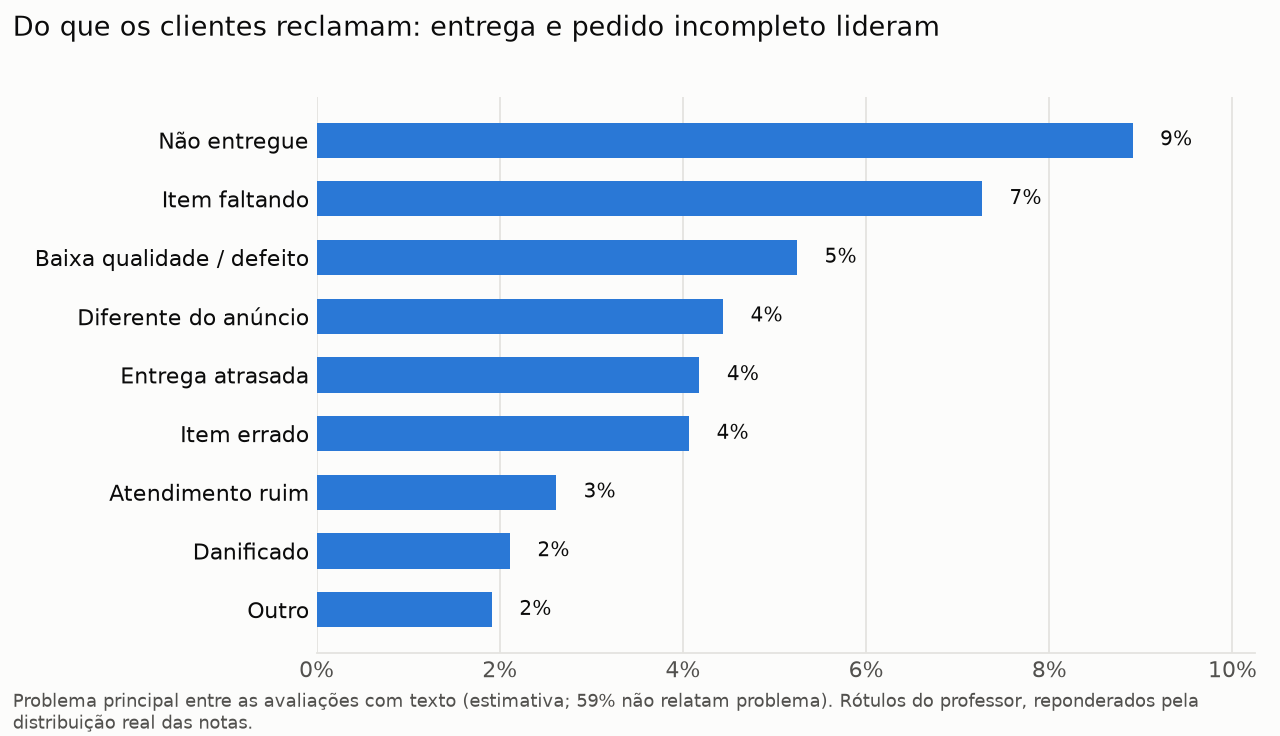 Do que os clientes reclamam: entrega e pedido incompleto lideram
Não entregue 9%
Item faltando 7%
Baixa qualidade / defeito 5%
Diferente do anúncio 4%
Entrega atrasada 4%
Item errado 4%
Atendimento ruim 3%
Danificado 2%
Outro 2%
0% 2% 4% 6% 8% 10%
Problema principal entre as avaliações com texto (estimativa; 59% não relatam problema). Rótulos do professor, reponderados pela
distribuição real das notas.